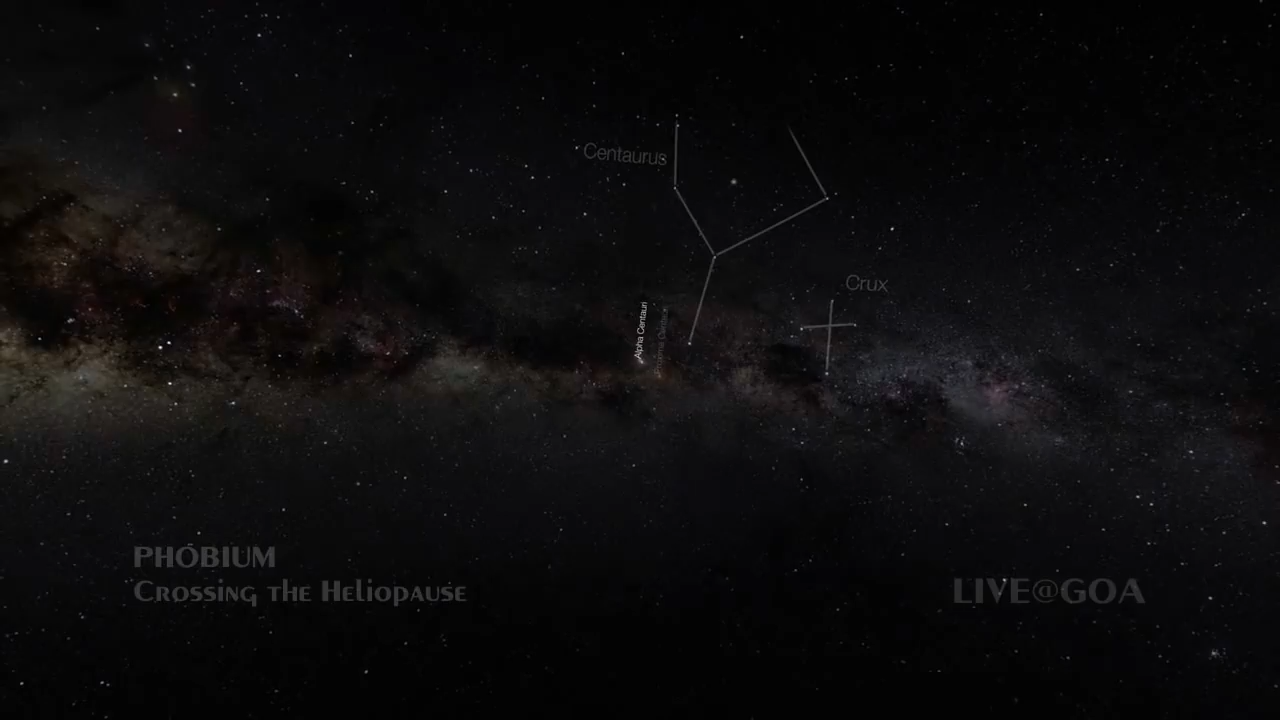 Centaurus
Crux
Alpha Centauri
PHOBIUM
Crossing the Heliopause
LIVE@GOA